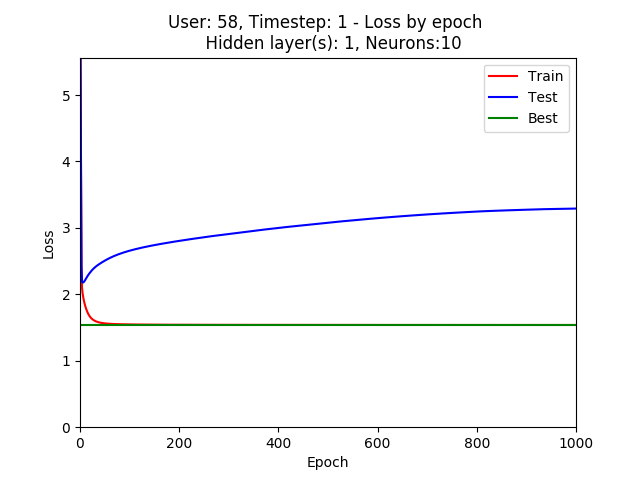 User: 58, Timestep: 1 - Loss by epoch
Hidden layer(s): 1, Neurons:10
Train
Test
Best
5
4
3
2
1
0
Loss
0
200
400
600
800
1000
Epoch